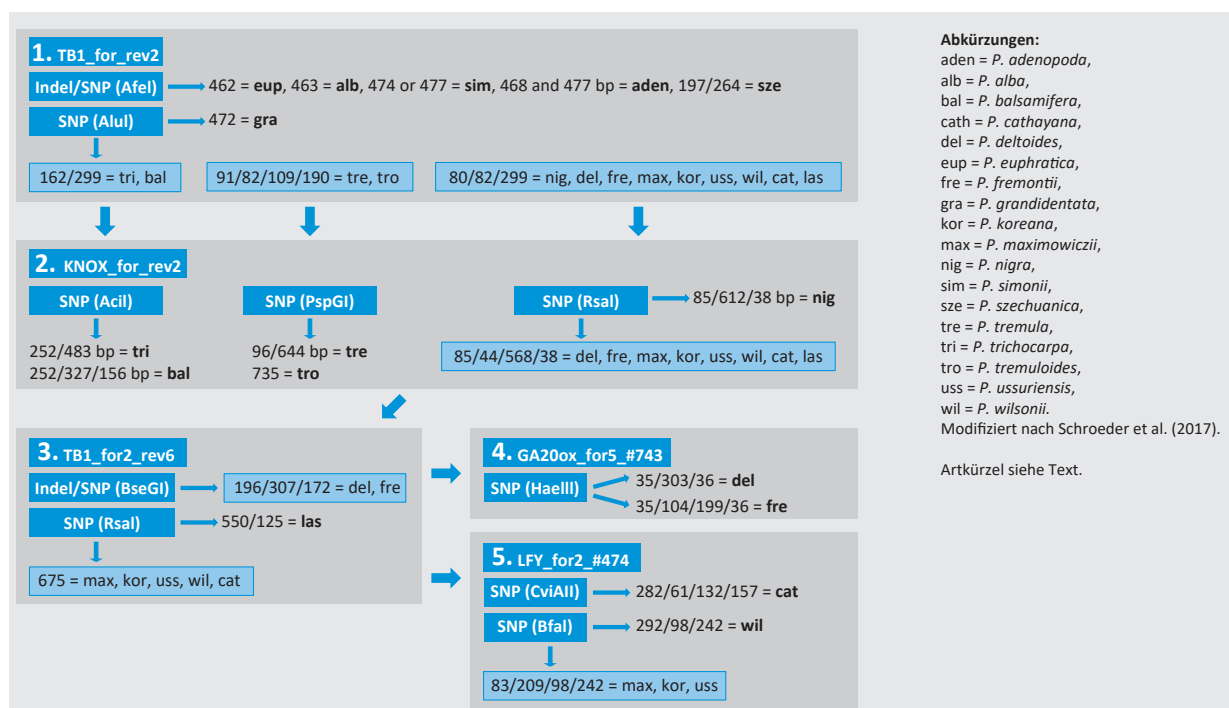 1. TB1_for_rev2
Indel/SNP (AfeI)
462 = eup, 463 = alb, 474 or 477 = sim, 468 and 477 bp = aden, 197/264 = sze
SNP (AluI)
472 = gra
162/299 = tri, bal
91/82/109/190 = tre, tro
80/82/299 = nig, del, fre, max, kor, uss, wil, cat, las
2. KNOX_for_rev2
SNP (AciI)
SNP (PspGI)
SNP (RsaI)
85/612/38 bp = nig
252/483 bp = tri
252/327/156 bp = bal
96/644 bp = tre
735 = tro
85/44/568/38 = del, fre, max, kor, uss, wil, cat, las
3. TB1_for2_rev6
Indel/SNP (BseGI)
196/307/172 = del, fre
SNP (RsaI)
550/125 = las
675 = max, kor, uss, wil, cat
4. GA20ox_for5_#743
SNP (HaeIII)
35/303/36 = del
35/104/199/36 = fre
5. LFY_for2_#474
SNP (CviAII)
282/61/132/157 = cat
SNP (BfaI)
292/98/242 = wil
83/209/98/242 = max, kor, uss
Abkürzungen:
aden = P. adenopoda,
alb = P. alba,
bal = P. balsamifera,
cath = P. cathayana,
del = P. deltoides,
eup = P. euphratica,
fre = P. fremontii,
gra = P. grandidentata,
kor = P. koreana,
max = P. maximowiczii,
nig = P. nigra,
sim = P. simonii,
sze = P. szechuanica,
tre = P. tremula,
tri = P. trichocarpa,
tro = P. tremuloides,
uss = P. ussuriensis,
wil = P. wilsonii.
Modifiziert nach Schroeder et al. (2017).
Artkürzel siehe Text.